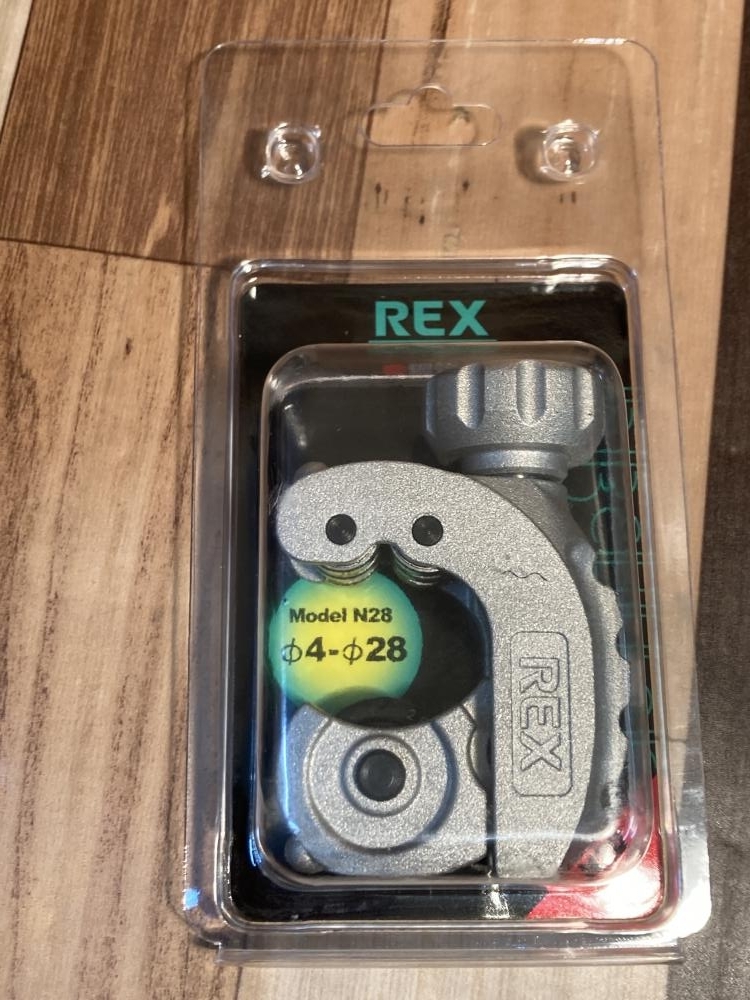 REX
Model N28
φ4-φ28
REX